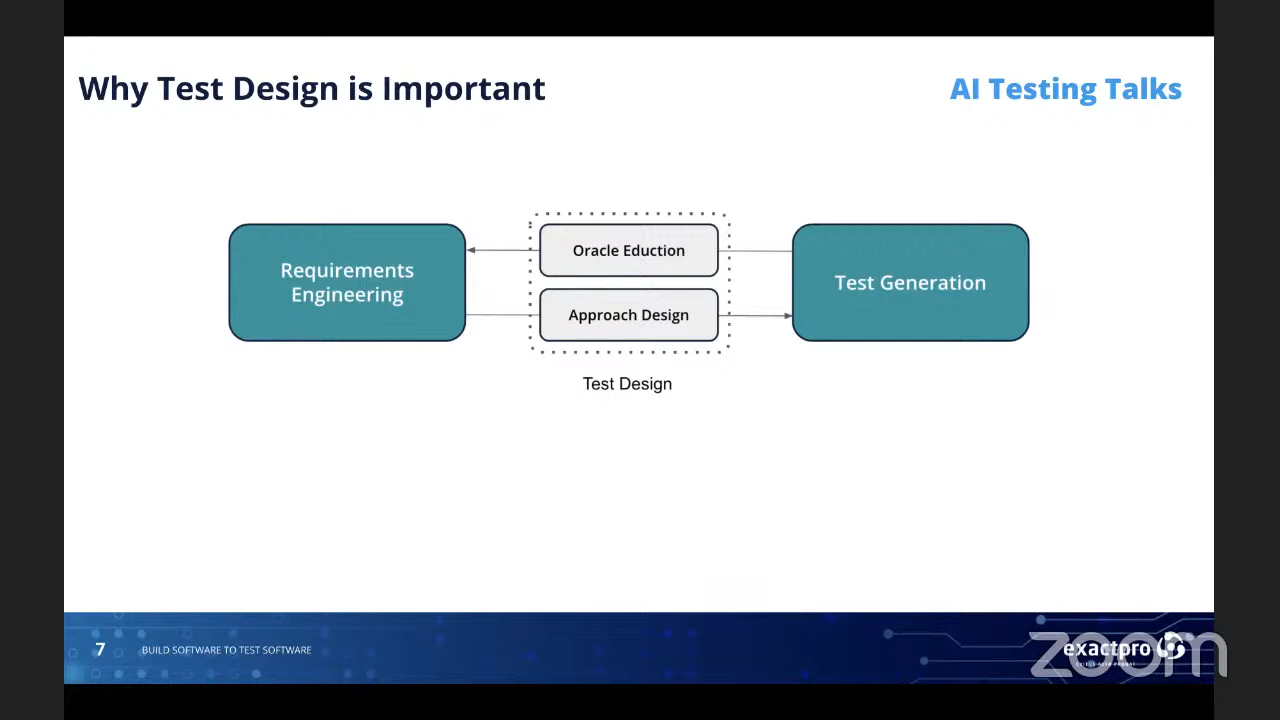 Why Test Design is Important
AI Testing Talks
Requirements
Engineering
Oracle Eduction
Approach Design
Test Generation
Test Design
7
BUILD SOFTWARE TO TEST SOFTWARE
exactpro
zoom